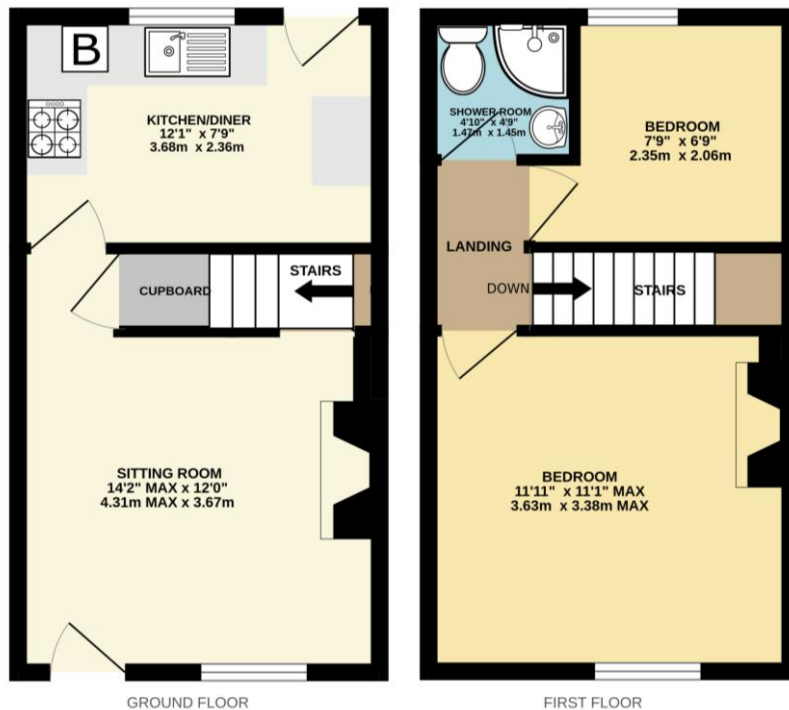 B
KITCHEN/DINER
12'1" x 7'9"
3.68m x 2.36m
STAIRS
CUPBOARD
SITTING ROOM
14'2" MAX x 12'0"
4.31m MAX x 3.67m
GROUND FLOOR
SHOWER ROOM
4'10" x 4'9"
1.47m x 1.45m
BEDROOM
7'9" x 6'9"
2.35m x 2.06m
LANDING
DOWN
STAIRS
BEDROOM
11'11" x 11'1" MAX
3.63m x 3.38m MAX
FIRST FLOOR